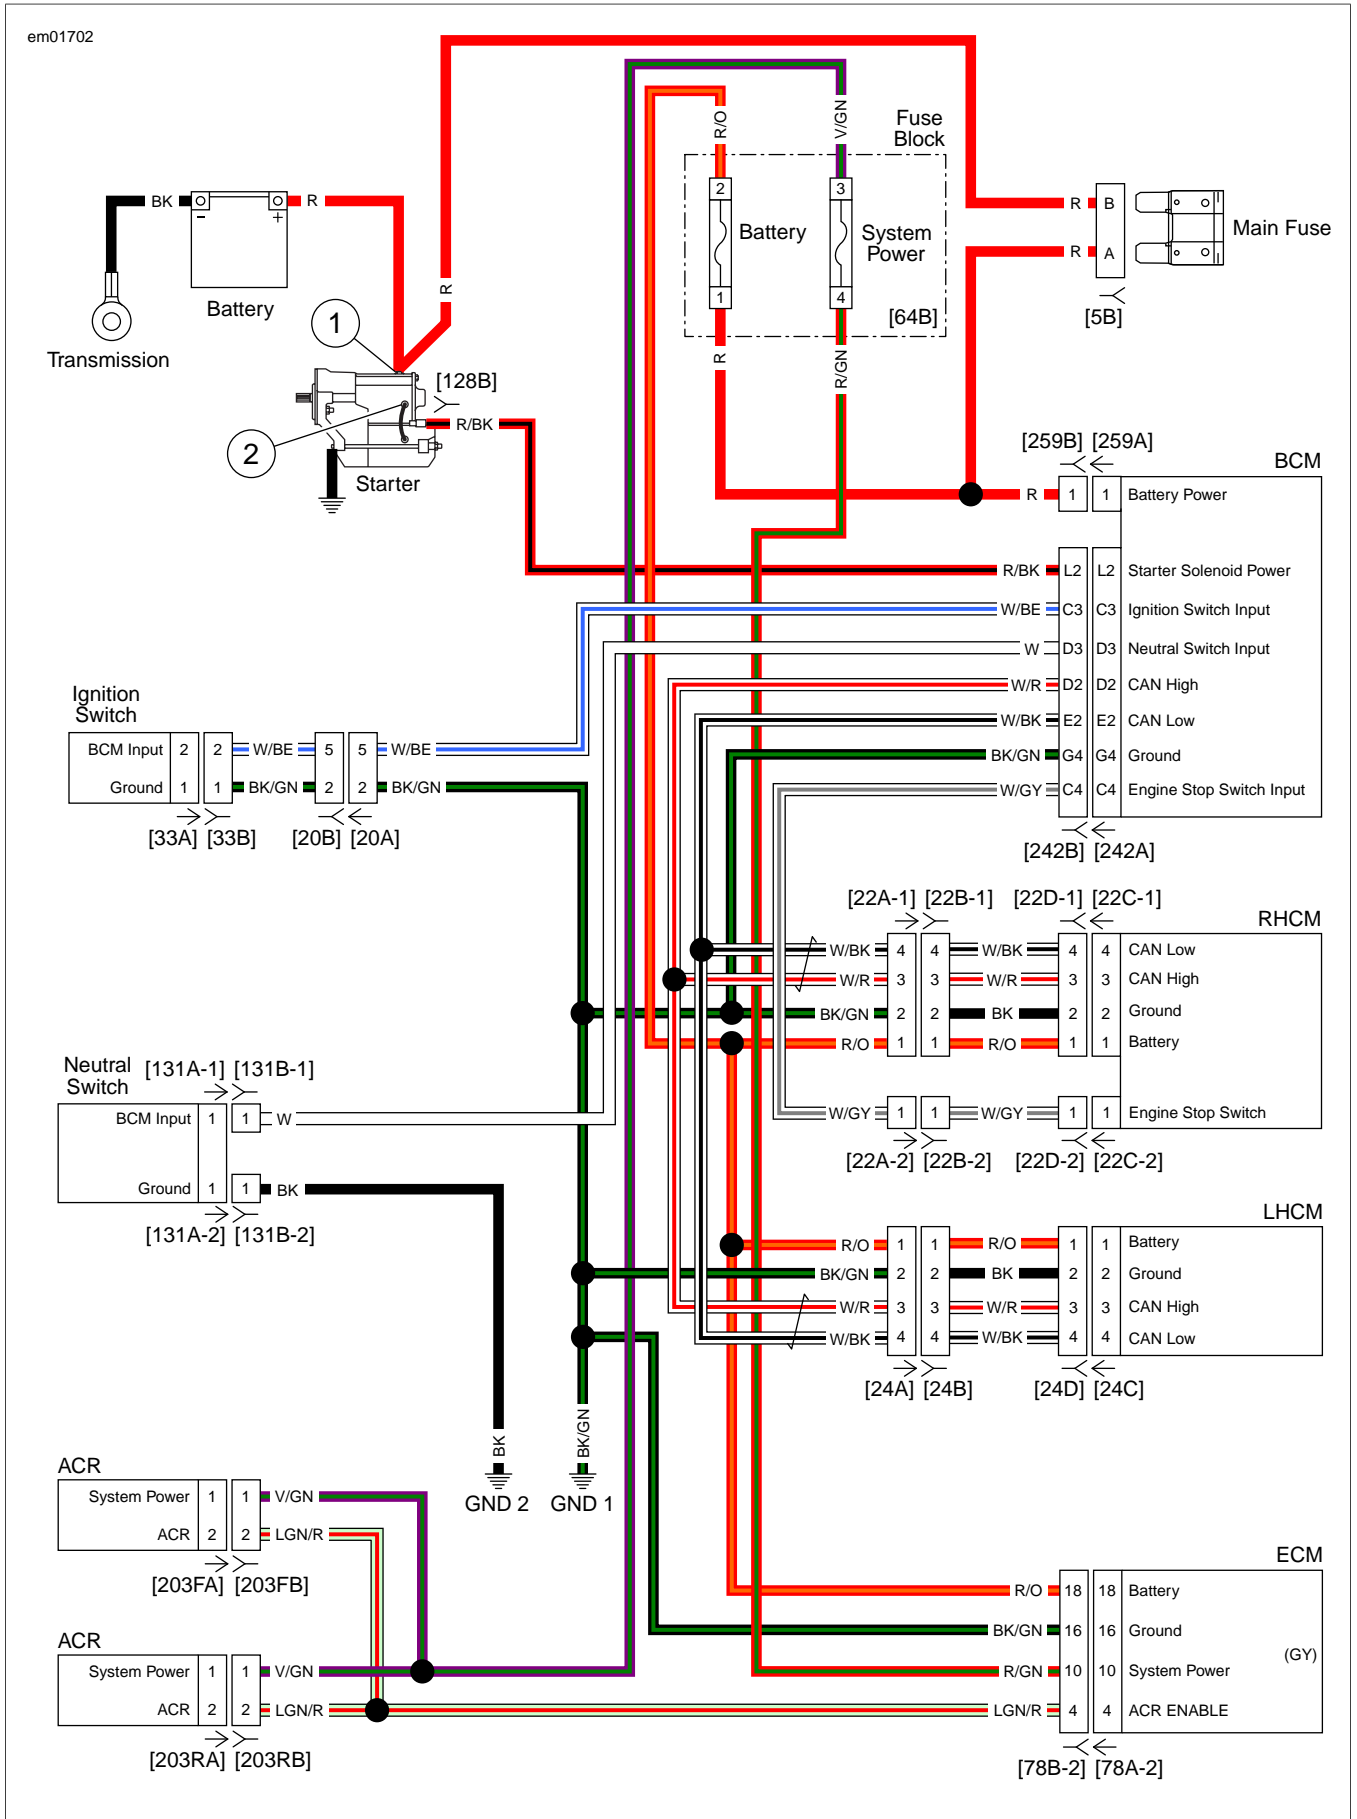 em01702
R/O
V/GN
Fuse
Block
BK
- +
R
Battery
Transmission
R
2
3
Battery
System
Power
1
4
[64B]
R
R/GN
R B
R A
Main Fuse
[5B]
1
[128B]
R/BK
2
Starter
[259B] [259A]
BCM
R 1 1 Battery Power
R/BK L2 L2 Starter Solenoid Power
W/BE C3 C3 Ignition Switch Input
W D3 D3 Neutral Switch Input
W/R D2 D2 CAN High
W/BK E2 E2 CAN Low
BK/GN G4 G4 Ground
W/GY C4 C4 Engine Stop Switch Input
[242B] [242A]
Ignition
Switch
BCM Input 2 2 W/BE 5 5 W/BE
Ground 1 1 BK/GN 2 2 BK/GN
[33A] [33B] [20B] [20A]
[22A-1] [22B-1] [22D-1] [22C-1]
RHCM
W/BK 4 4 W/BK 4 4 CAN Low
W/R 3 3 W/R 3 3 CAN High
BK/GN 2 2 BK 2 2 Ground
R/O 1 1 R/O 1 1 Battery
W/GY 1 1 W/GY 1 1 Engine Stop Switch
[22A-2] [22B-2] [22D-2] [22C-2]
Neutral
Switch
[131A-1] [131B-1]
BCM Input 1 1 W
Ground 1 1 BK
[131A-2] [131B-2]
LHCM
R/O 1 1 R/O 1 1 Battery
BK/GN 2 2 BK 2 2 Ground
W/R 3 3 W/R 3 3 CAN High
W/BK 4 4 W/BK 4 4 CAN Low
[24A] [24B] [24D] [24C]
BK
BK/GN
GND 2 GND 1
ACR
System Power 1 1 V/GN
ACR 2 2 LGN/R
[203FA] [203FB]
ACR
System Power 1 1 V/GN
ACR 2 2 LGN/R
[203RA] [203RB]
ECM
R/O 18 18 Battery
BK/GN 16 16 Ground
(GY)
R/GN 10 10 System Power
LGN/R 4 4 ACR ENABLE
[78B-2] [78A-2]